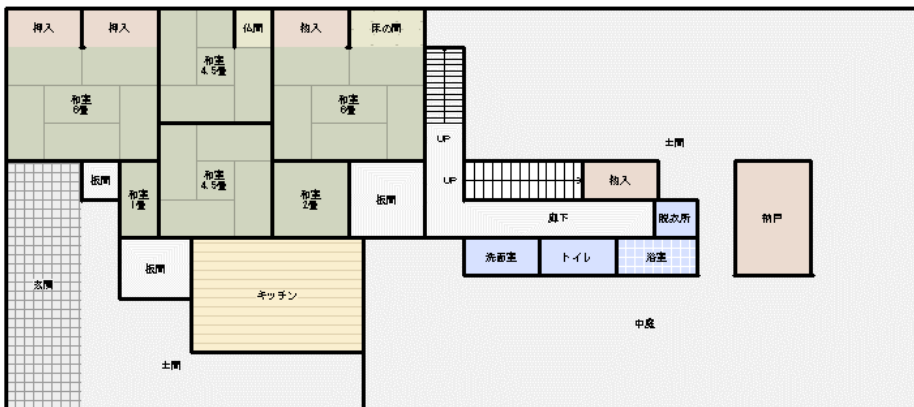 押入
押入
仏間
物入
床の間
和室
4.5畳
和室
6畳
和室
6畳
UP
土間
板間
和室
1畳
和室
4.5畳
和室
2畳
板間
UP
物入
廊下
脱衣所
納戸
板間
洗面室
トイレ
浴室
玄関
キッチン
中庭
土間